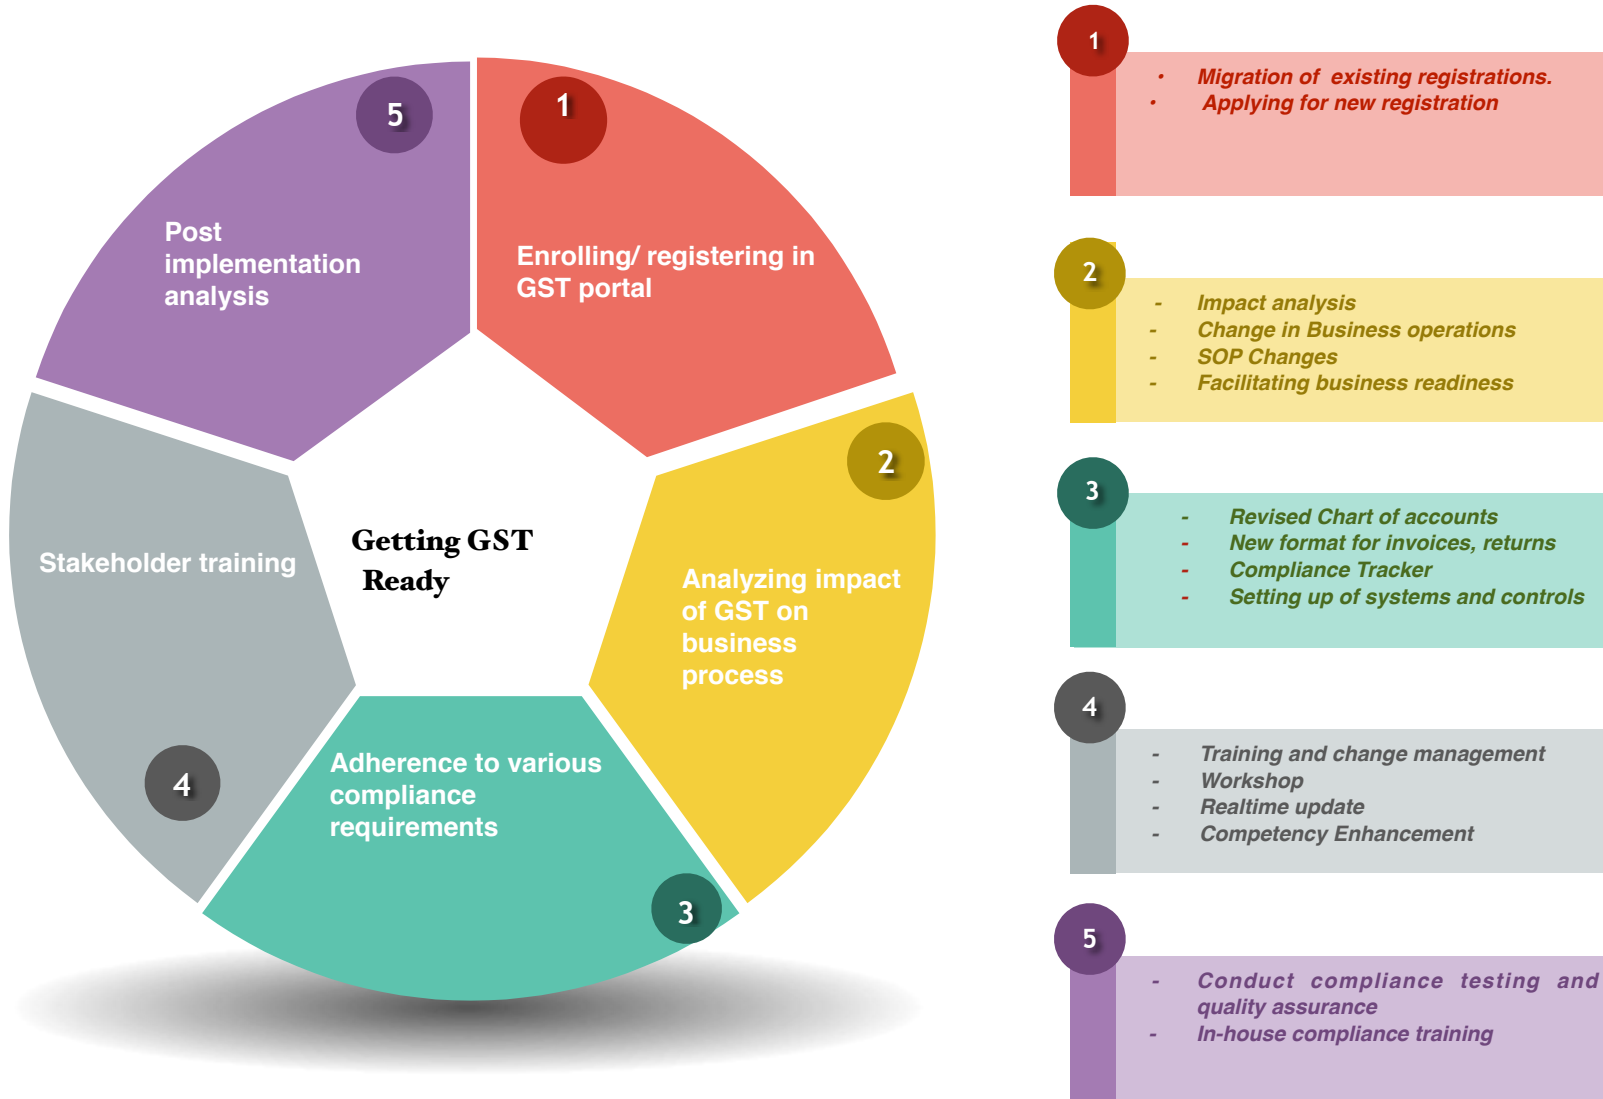 5
Post
implementation
analysis
1
Enrolling/ registering in
GST portal
2
Analyzing impact
of GST on
business
process
3
Adherence to various
compliance
requirements
4
Stakeholder training
Getting GST
Ready
1
• Migration of existing registrations.
• Applying for new registration
2
- Impact analysis
- Change in Business operations
- SOP Changes
- Facilitating business readiness
3
- Revised Chart of accounts
- New format for invoices, returns
- Compliance Tracker
- Setting up of systems and controls
4
- Training and change management
- Workshop
- Realtime update
- Competency Enhancement
5
- Conduct compliance testing and
quality assurance
- In-house compliance training